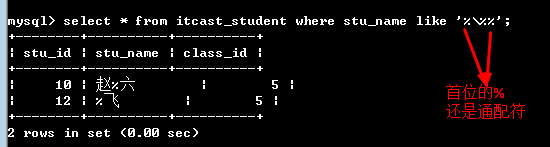 mysql> select * from itcast_student where stu_name like '%\%%';
+--------+----------+----------+
| stu_id | stu_name | class_id |
+--------+----------+----------+
|     10 | 赵%六        |        5 |
|     12 | %飞       |        5 |
+--------+----------+----------+
2 rows in set (0.00 sec)
首位的%
还是通配符